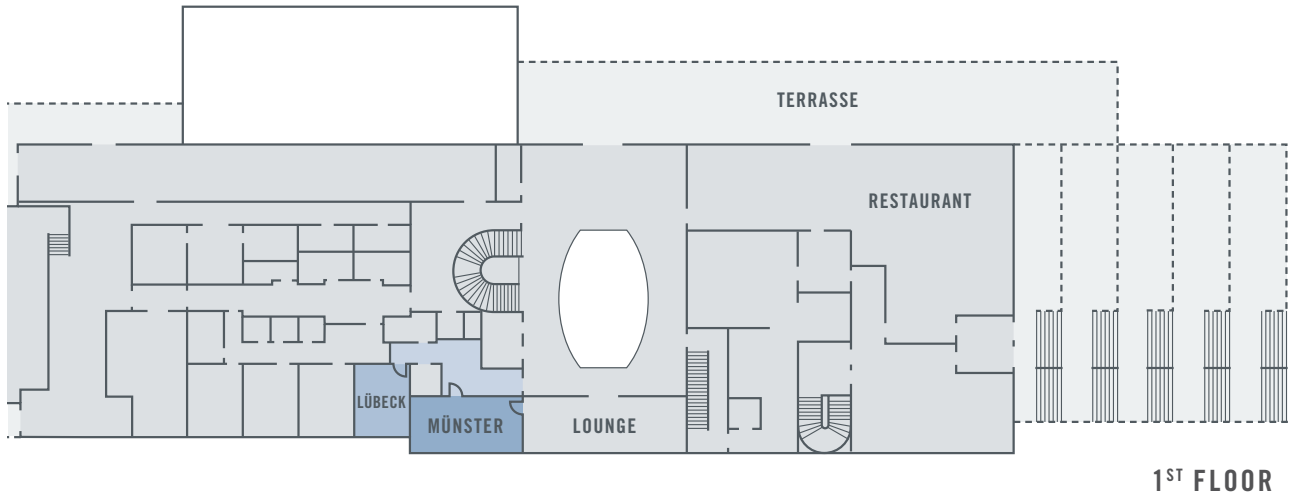 TERRASSE
RESTAURANT
LÜBECK
MÜNSTER
LOUNGE
1ST FLOOR